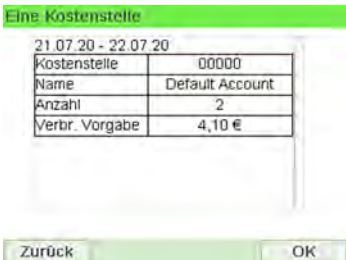 Eine Kostenstelle
21.07.20 - 22.07.20
Kostenstelle 00000
Name Default Account
Anzahl 2
Verbr. Vorgabe 4,10 €
Zurück OK